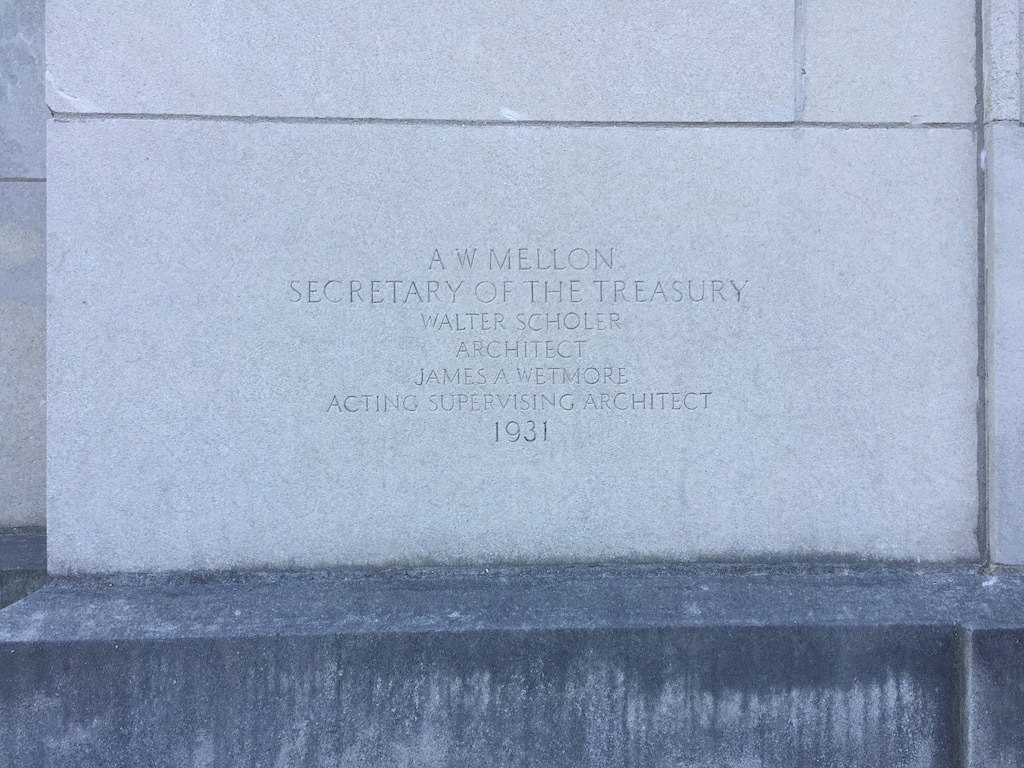 A W MELLON
SECRETARY OF THE TREASURY
WALTER SCHOLER
ARCHITECT
JAMES A WETMORE
ACTING SUPERVISING ARCHITECT
1931